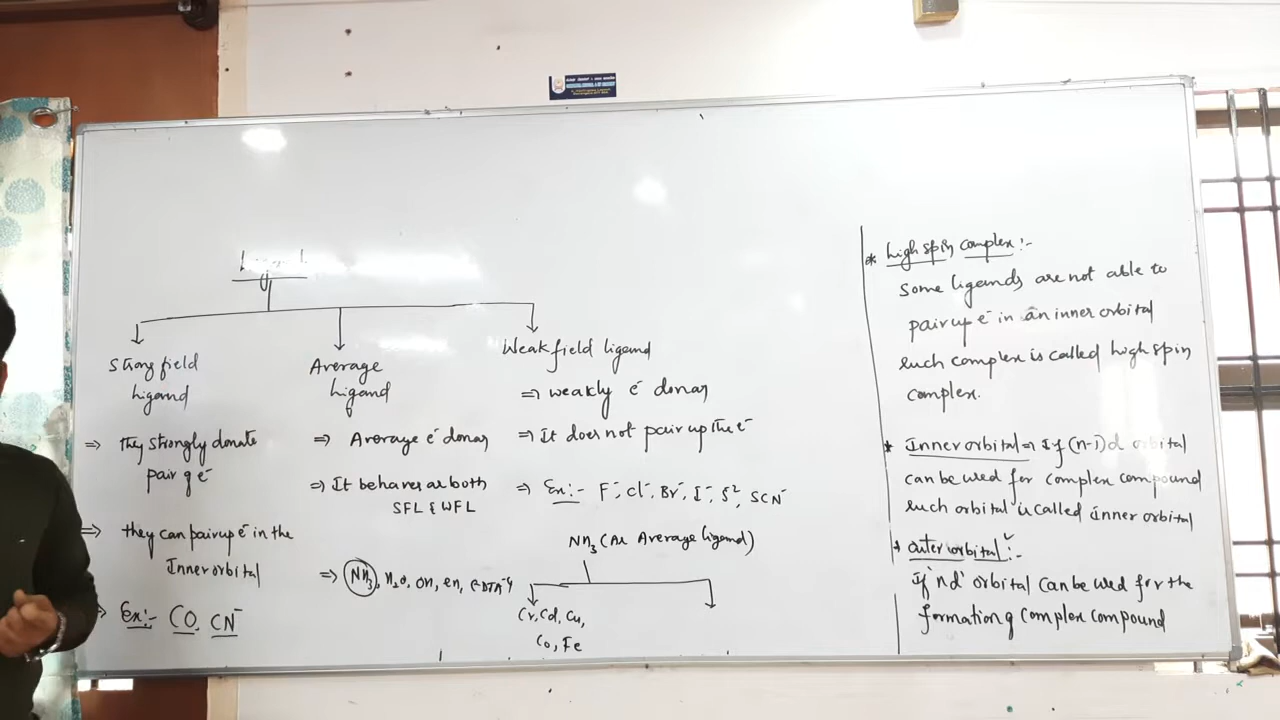 Strong field
ligand
⇒ they strongly donate
pair of e⁻
⇒ they can pair up e⁻ in the
Inner orbital
Ex:- CO, CN⁻
Average
ligand
⇒ Average e⁻ donar
⇒ It behaves as both
SFL & WFL
⇒ NH₃, H₂O, OH, en, EDTA⁻⁴
Weak field ligand
⇒ weakly e⁻ donar
⇒ It does not pair up the e⁻
⇒ Ex:- F⁻, Cl⁻, Br⁻, I⁻, S², SCN⁻
NH₃ (As Average ligand)
Cr, Cd, Cu,
Co, Fe
* high spin complex:-
Some ligands are not able to
pair up e⁻ in an inner orbital
such complex is called high spin
complex.
* Inner orbital ⇒ If (n-1)d orbital
can be used for complex compound
such orbital is called inner orbital
* outer orbital:-
If 'nd' orbital can be used for the
formation of complex compound